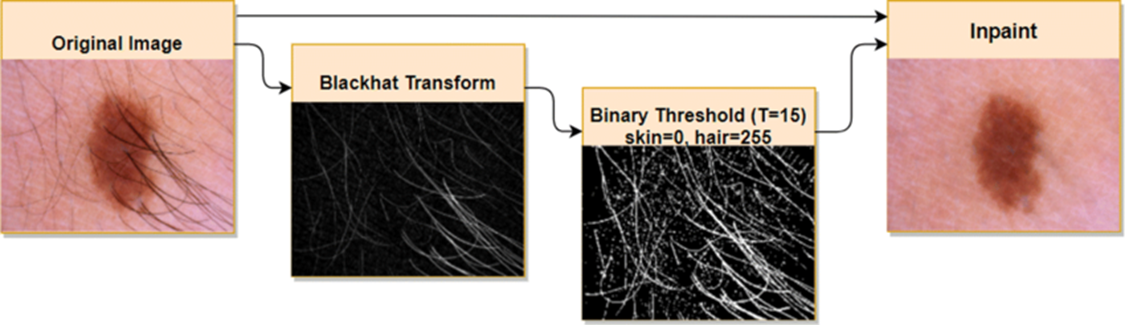 Original Image
Blackhat Transform
Binary Threshold (T=15)
skin=0, hair=255
Inpaint